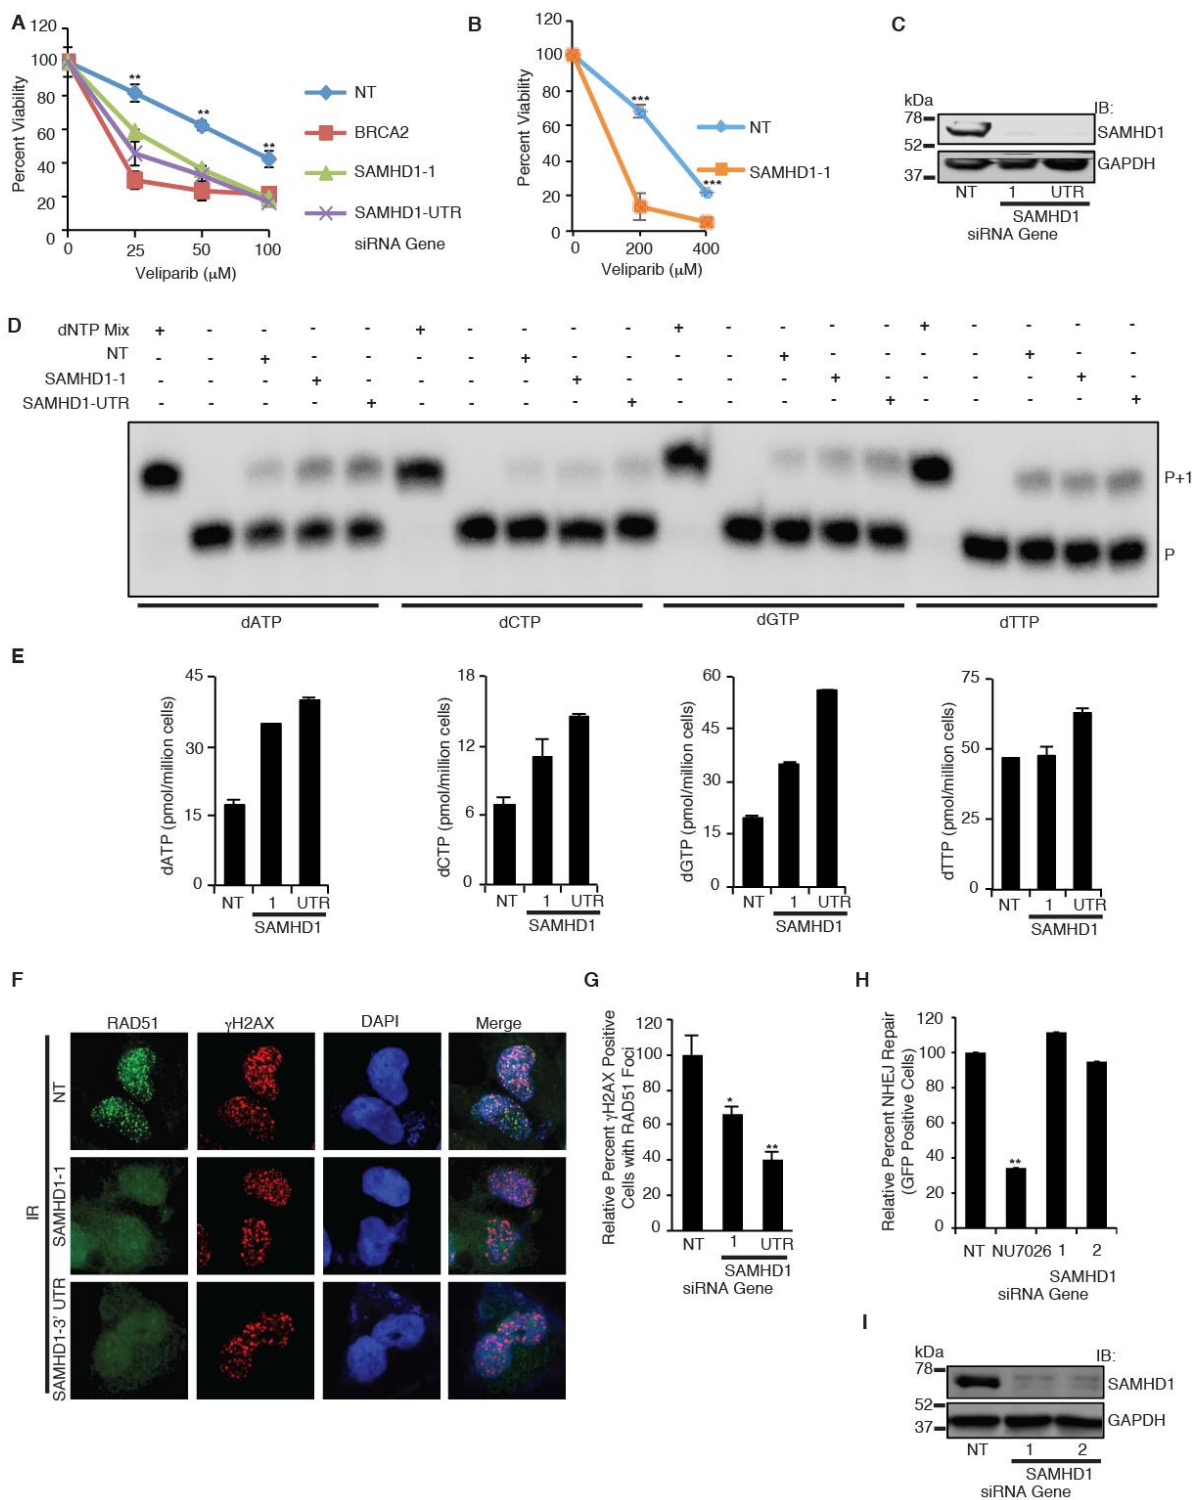 A
120
100
80
60
40
20
0
Percent Viability
**
**
**
0 25 50 100
Veliparib (µM)
NT
BRCA2
SAMHD1-1
SAMHD1-UTR
siRNA Gene
B
120
100
80
60
40
20
0
Percent Viability
***
***
0 200 400
Veliparib (µM)
NT
SAMHD1-1
C
kDa IB:
78
SAMHD1
52
GAPDH
37
NT 1 UTR
SAMHD1
siRNA Gene
D
dNTP Mix + - - - - + - - - - + - - - - + - - - -
NT - - + - - - - + - - - - + - - - - + - -
SAMHD1-1 - - - + - - - - + - - - - + - - - - + -
SAMHD1-UTR - - - - + - - - - + - - - - + - - - - +
P+1
P
dATP dCTP dGTP dTTP
E
dATP (pmol/million cells)
45
30
15
0
NT 1 UTR
SAMHD1
dCTP (pmol/million cells)
18
12
6
0
NT 1 UTR
SAMHD1
dGTP (pmol/million cells)
60
45
30
15
0
NT 1 UTR
SAMHD1
dTTP (pmol/million cells)
75
50
25
0
NT 1 UTR
SAMHD1
F
RAD51 γH2AX DAPI Merge
IR
NT
SAMHD1-1
SAMHD1-3' UTR
G
Relative Percent γH2AX Positive
Cells with RAD51 Foci
120
100
80
60
40
20
0
*
**
NT 1 UTR
SAMHD1
siRNA Gene
H
Relative Percent NHEJ Repair
(GFP Positive Cells)
120
100
80
60
40
20
0
**
NT NU7026 1 2
SAMHD1
siRNA Gene
I
kDa IB:
78
SAMHD1
52
GAPDH
37
NT 1 2
SAMHD1
siRNA Gene